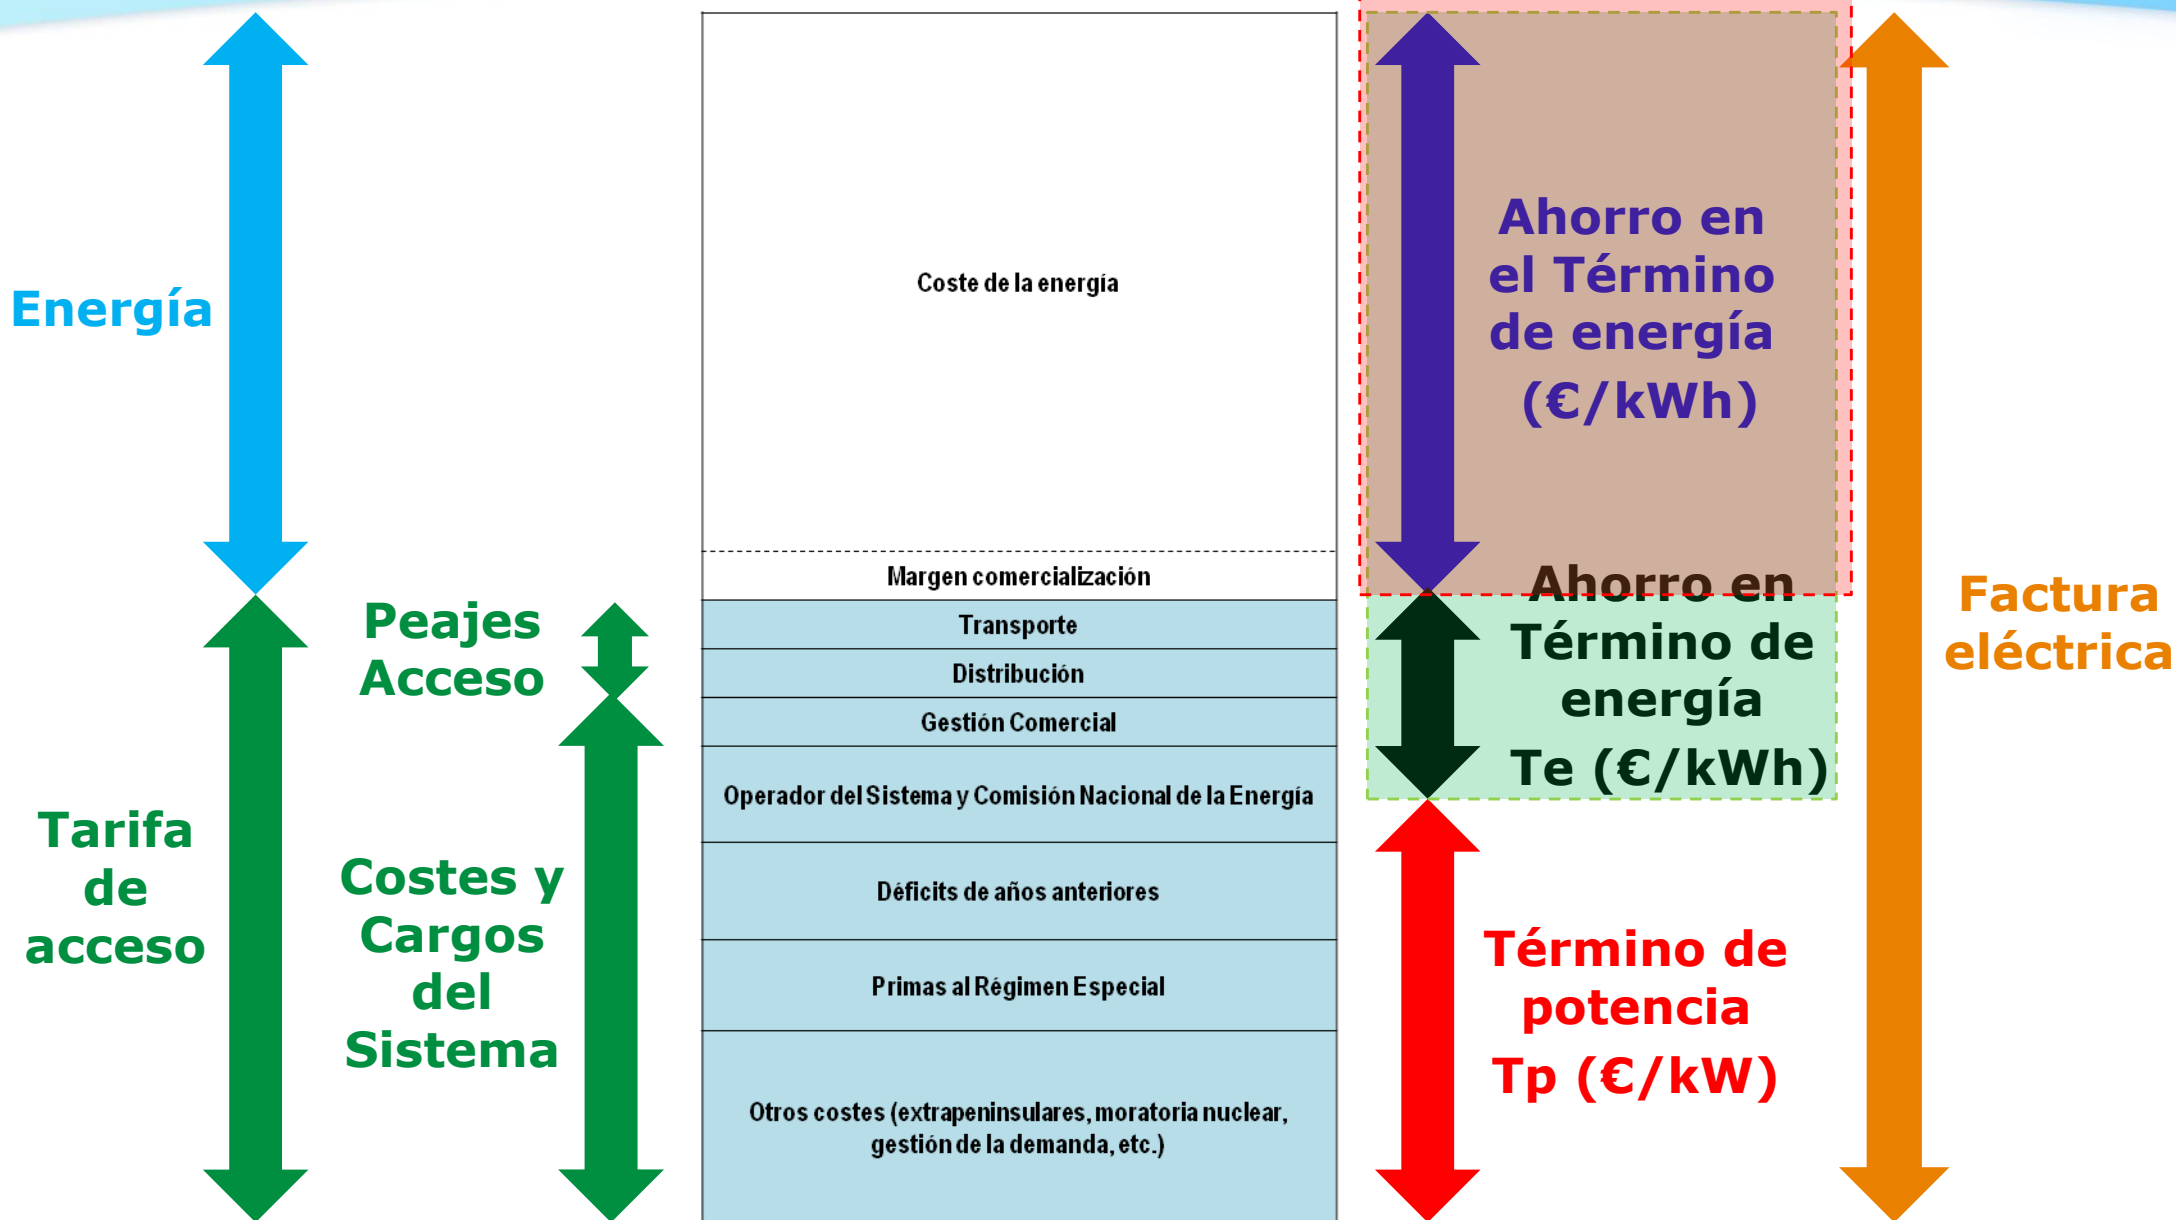 Energía
Tarifa
de
acceso
Peajes
Acceso
Costes y
Cargos
del
Sistema
Coste de la energía
Margen comercialización
Transporte
Distribución
Gestión Comercial
Operador del Sistema y Comisión Nacional de la Energía
Déficits de años anteriores
Primas al Régimen Especial
Otros costes (extrapeninsulares, moratoria nuclear,
gestión de la demanda, etc.)
Ahorro en
el Término
de energía
(€/kWh)
Ahorro en
Término de
energía
Te (€/kWh)
Término de
potencia
Tp (€/kW)
Factura
eléctrica